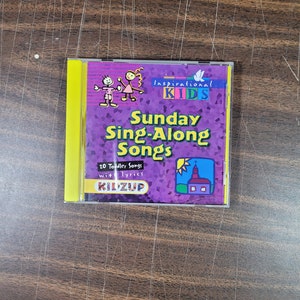 Inspirational
KIDS
Sunday
Sing-Along
Songs
20 Toddler Songs
with lyrics
KIDZUP